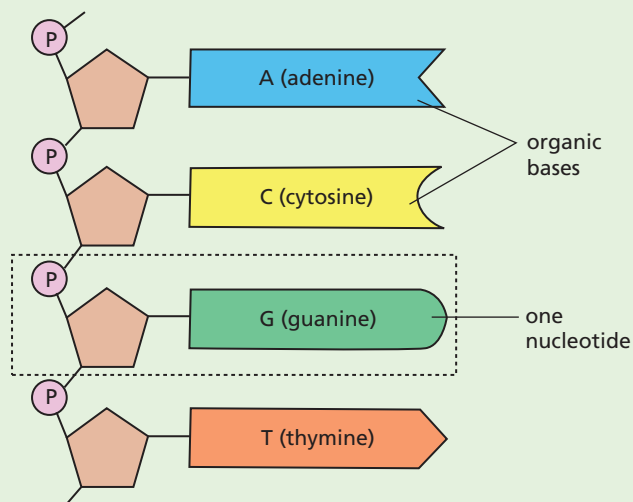 P
A (adenine)
organic
bases
P
C (cytosine)
P
G (guanine)
one
nucleotide
P
T (thymine)